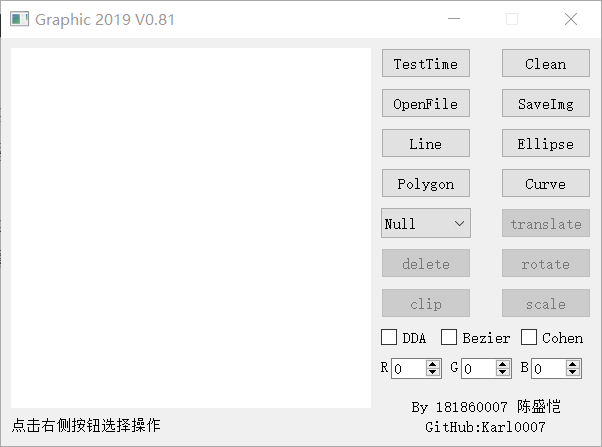 Graphic 2019 V0.81
TestTime Clean
OpenFile SaveImg
Line Ellipse
Polygon Curve
Null translate
delete rotate
clip scale
DDA Bezier Cohen
R 0 G 0 B 0
By 181860007 陈盛恺
点击右侧按钮选择操作
GitHub:Karl0007